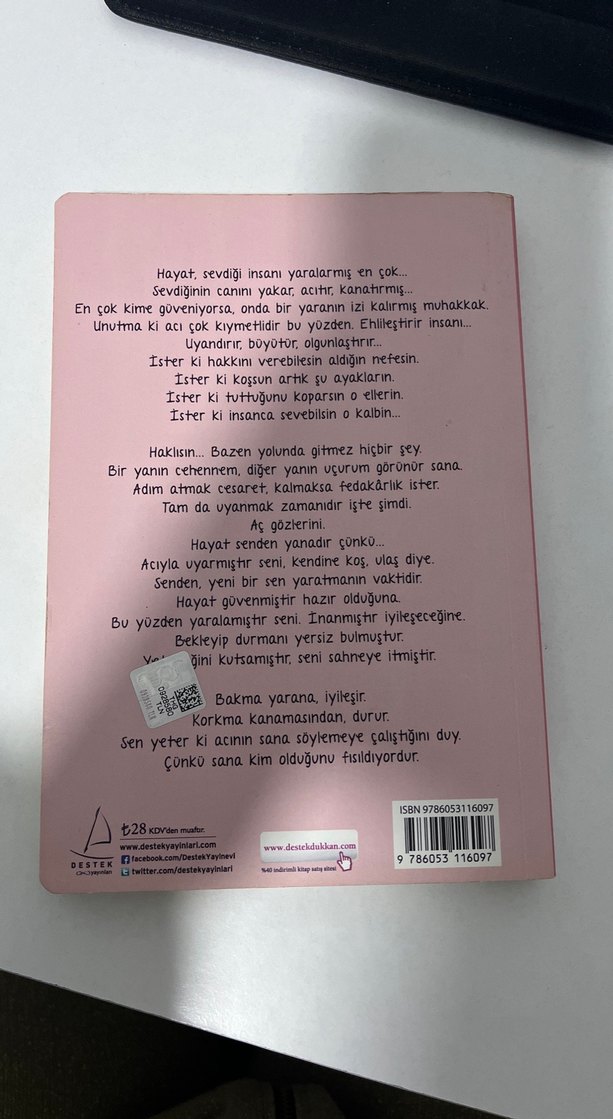 Hayat, sevdiği insanı yaralarmış en çok...
Sevdiğinin canını yakar, acıtır, kanatırmış...
En çok kime güveniyorsa, onda bir yaranın izi kalırmış muhakkak.
Unutma ki acı çok kıymetlidir bu yüzden. Ehlileştirir insanı...
Uyandırır, büyütür, olgunlaştırır...
İster ki hakkını verebilesin aldığın nefesin.
İster ki koşsun artık şu ayakların.
İster ki tuttuğunu koparsın o ellerin.
İster ki insanca sevebilsin o kalbin...
Haklısın... Bazen yolunda gitmez hiçbir şey.
Bir yanın cehennem, diğer yanın uçurum görünür sana.
Adım atmak cesaret, kalmaksa fedakârlık ister.
Tam da uyanmak zamanıdır işte şimdi.
Aç gözlerini.
Hayat senden yanadır çünkü...
Acıyla uyarmıştır seni, kendine koş, ulaş diye.
Senden, yeni bir sen yaratmanın vaktidir.
Hayat güvenmiştir hazır olduğuna.
Bu yüzden yaralamıştır seni. İnanmıştır iyileşeceğine.
Bekleyip durmanı yersiz bulmuştur.
kutsamıştır, seni sahneye itmiştir.
Bakma yarana, iyileşir.
Korkma kanamasından, durur.
Sen yeter ki acının sana söylemeye çalıştığını duy.
Çünkü sana kim olduğunu fısıldıyordur.
₺28 KDV'den muaftır.
www.destekyayinlari.com
facebook.com/DestekYayinevi
twitter.com/destekyayinlari
DESTEK
yayınları
www.destekdukkan.com
%40 indirimli kitap satış sitesi
ISBN 9786053116097
9 786053 116097